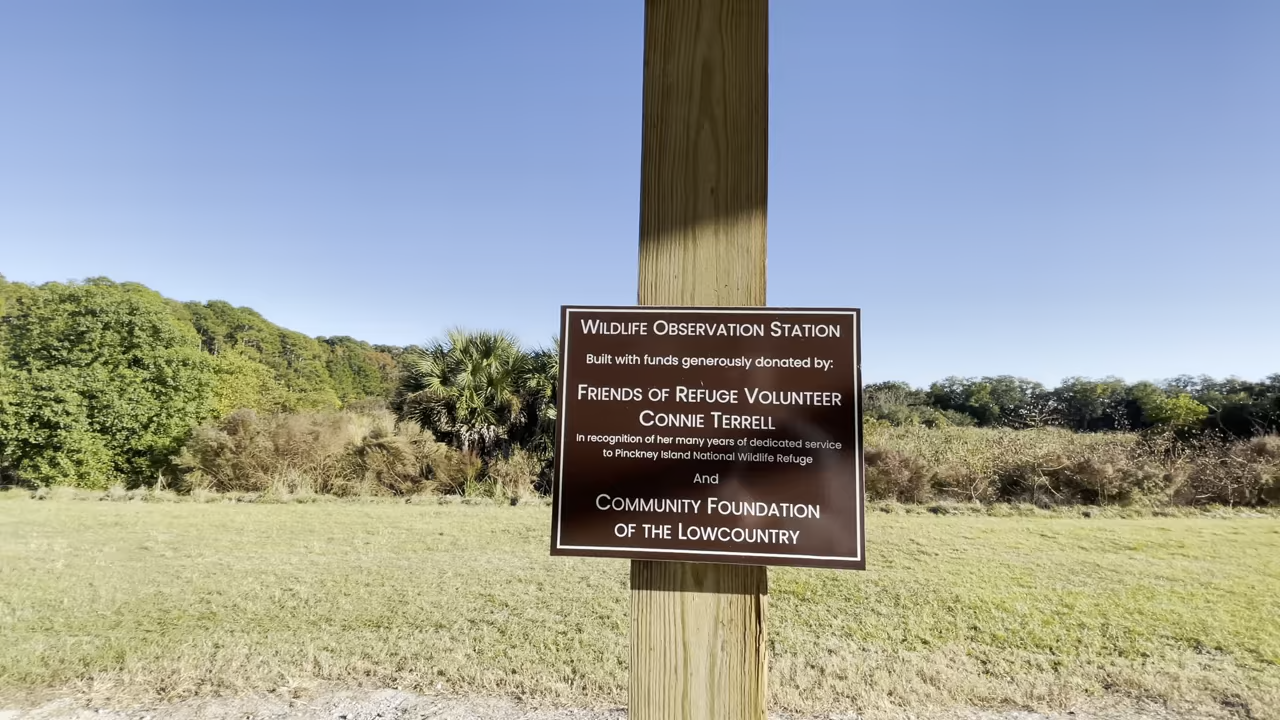 WILDLIFE OBSERVATION STATION
Built with funds generously donated by:
FRIENDS OF REFUGE VOLUNTEER
CONNIE TERRELL
In recognition of her many years of dedicated service
to Pinckney Island National Wildlife Refuge
And
COMMUNITY FOUNDATION
OF THE LOWCOUNTRY